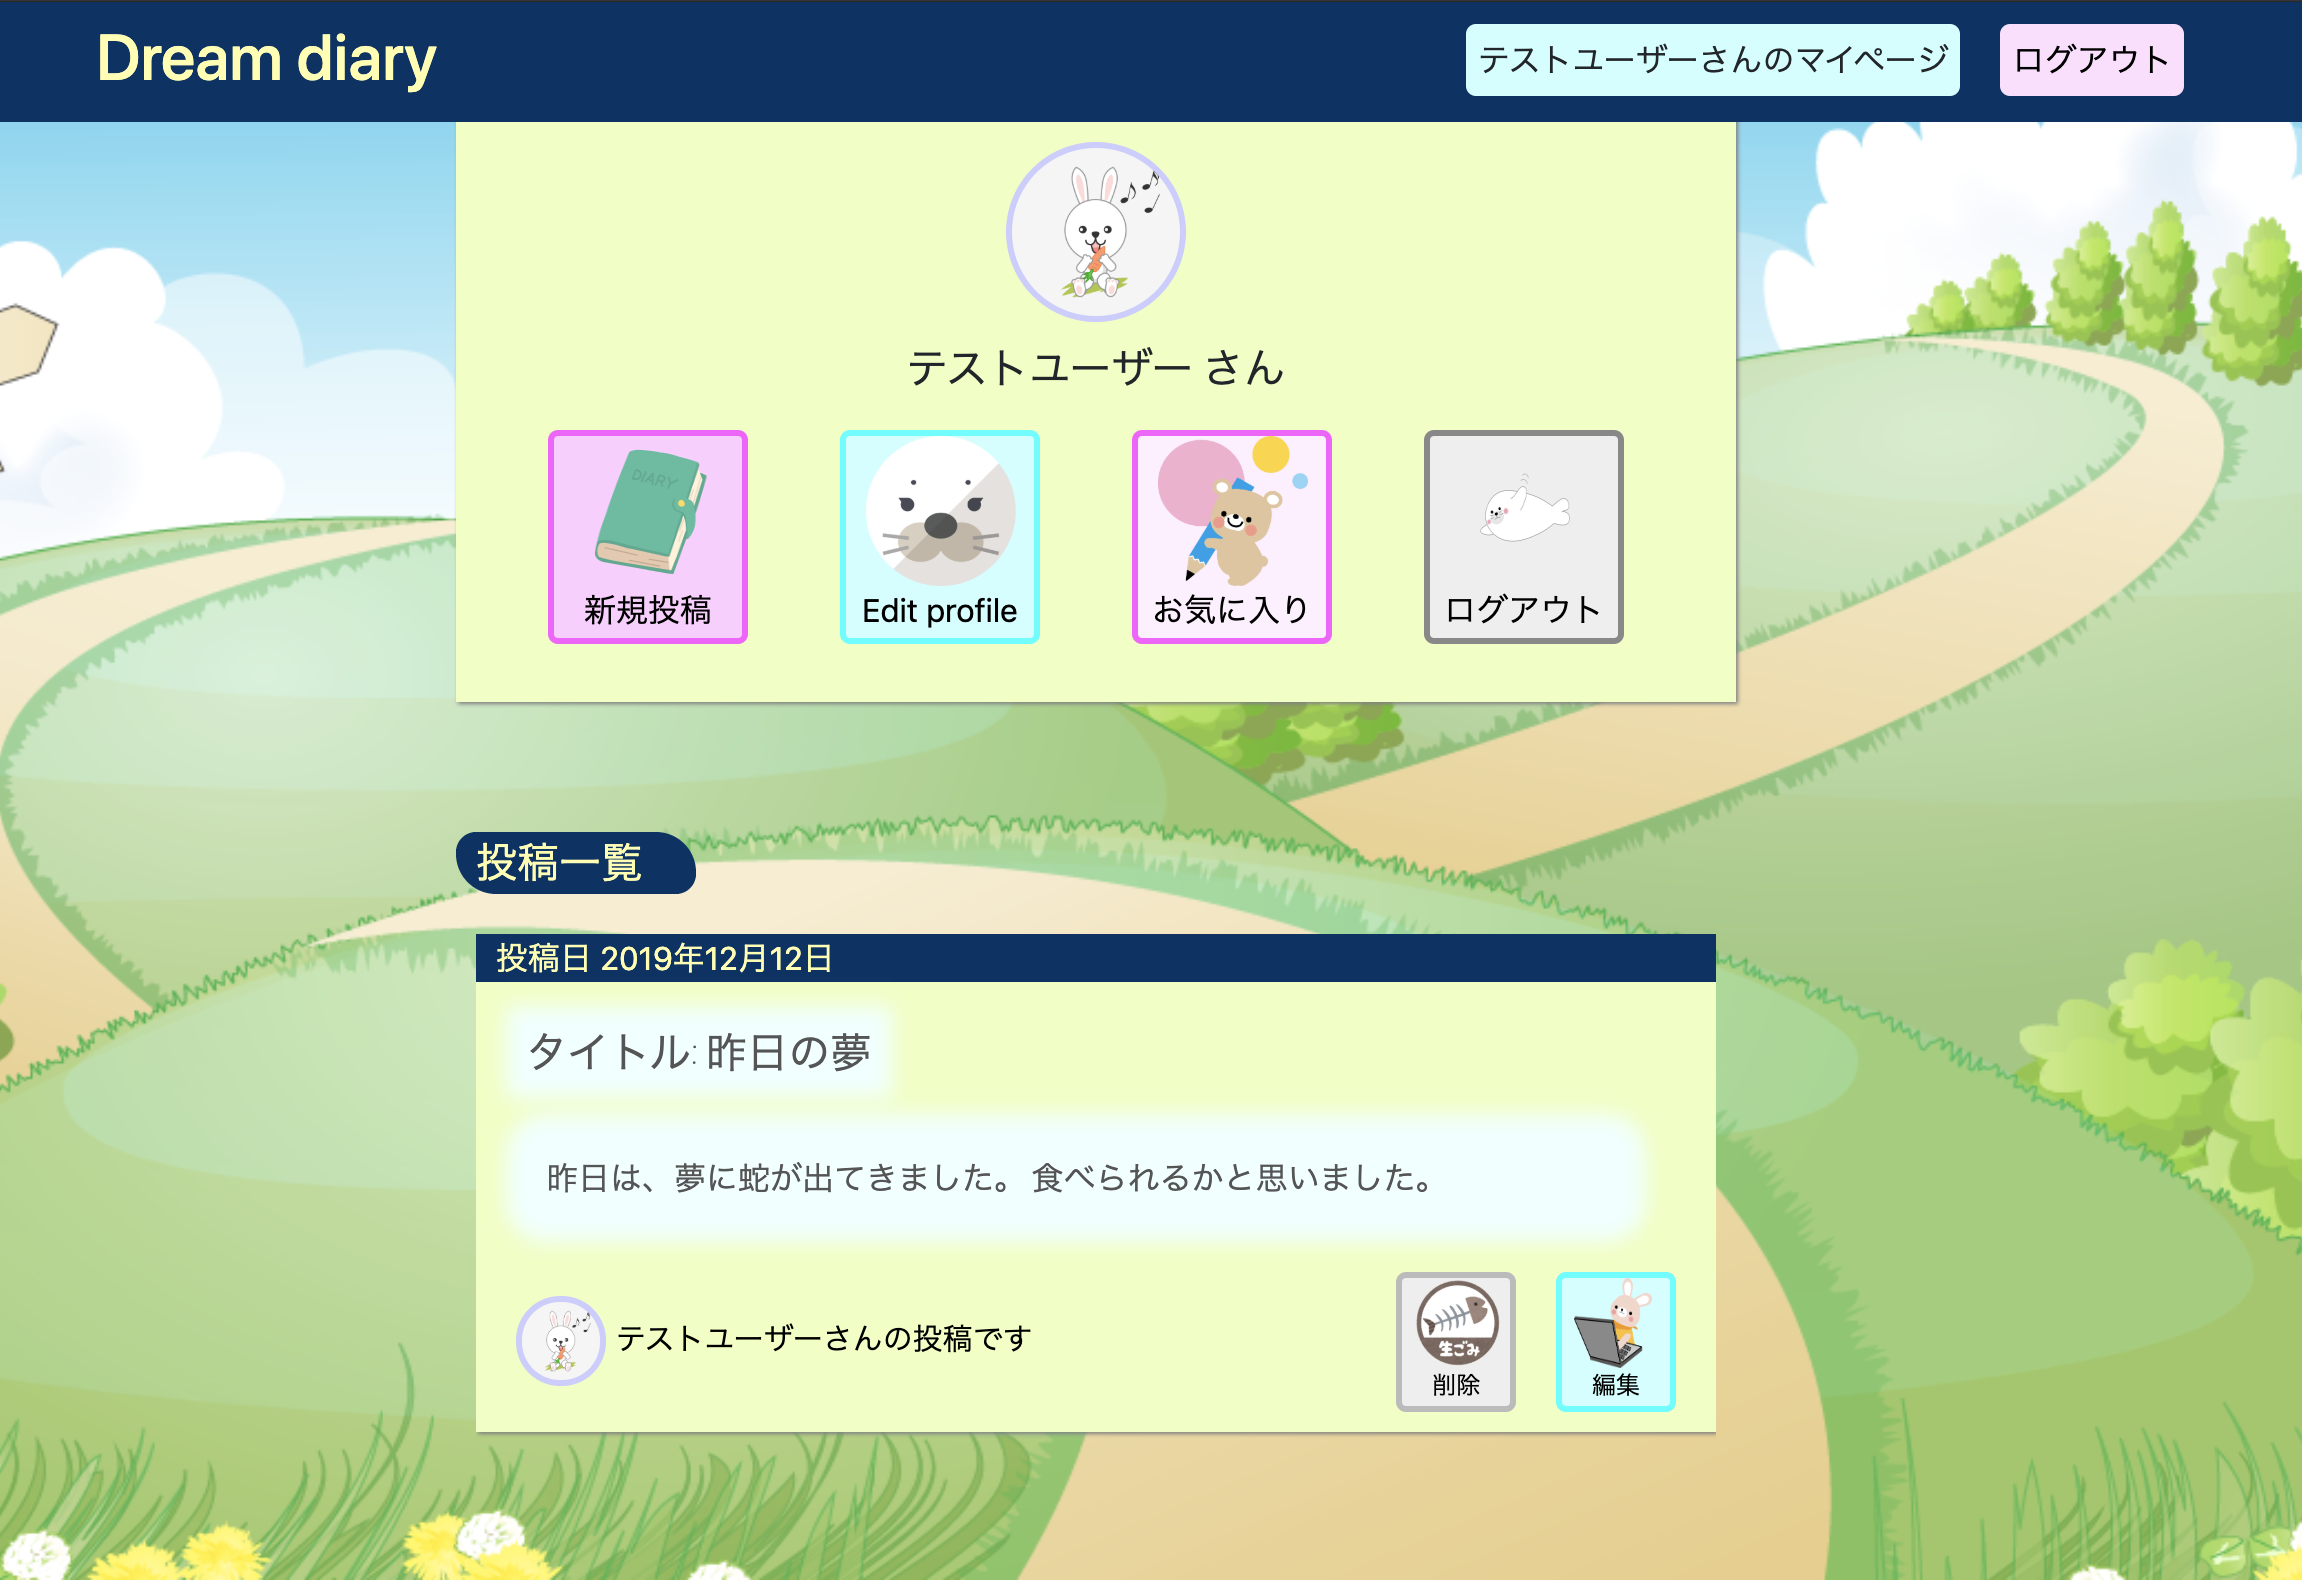 Dream diary
テストユーザーさんのマイページ
ログアウト
テストユーザー さん
DIARY
新規投稿
Edit profile
お気に入り
ログアウト
投稿一覧
投稿日 2019年12月12日
タイトル: 昨日の夢
昨日は、夢に蛇が出てきました。 食べられるかと思いました。
テストユーザーさんの投稿です
生ごみ
削除
編集